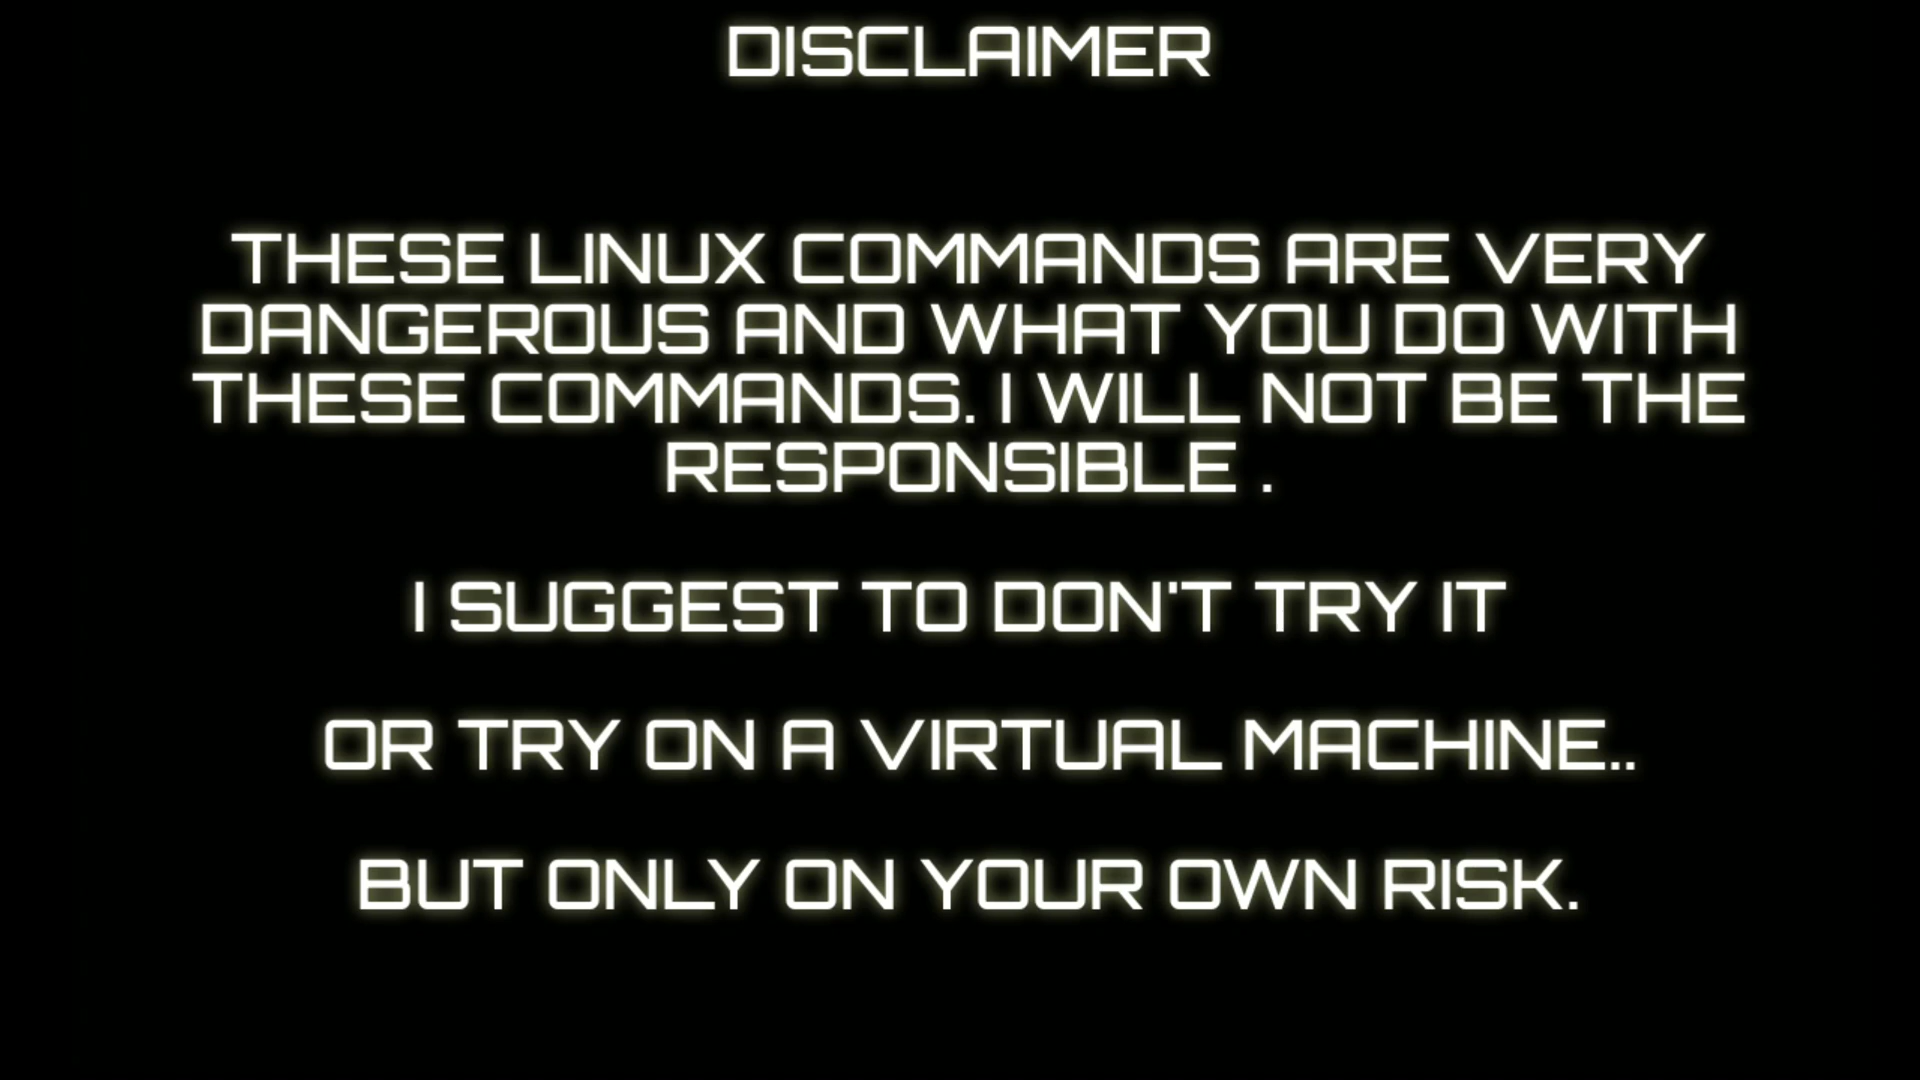 DISCLAIMER
THESE LINUX COMMANDS ARE VERY
DANGEROUS AND WHAT YOU DO WITH
THESE COMMANDS. I WILL NOT BE THE
RESPONSIBLE .
I SUGGEST TO DON'T TRY IT
OR TRY ON A VIRTUAL MACHINE..
BUT ONLY ON YOUR OWN RISK.